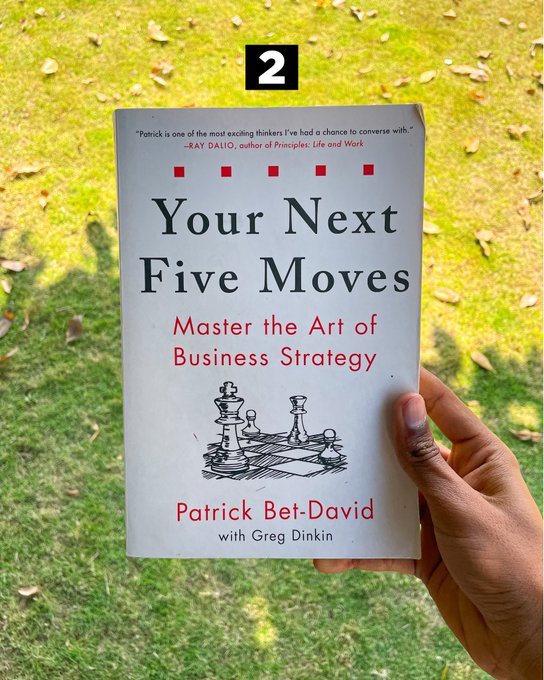 2
"Patrick is one of the most exciting thinkers I've had a chance to converse with."
—RAY DALIO, author of Principles: Life and Work
Your Next
Five Moves
Master the Art of
Business Strategy
Patrick Bet-David
with Greg Dinkin